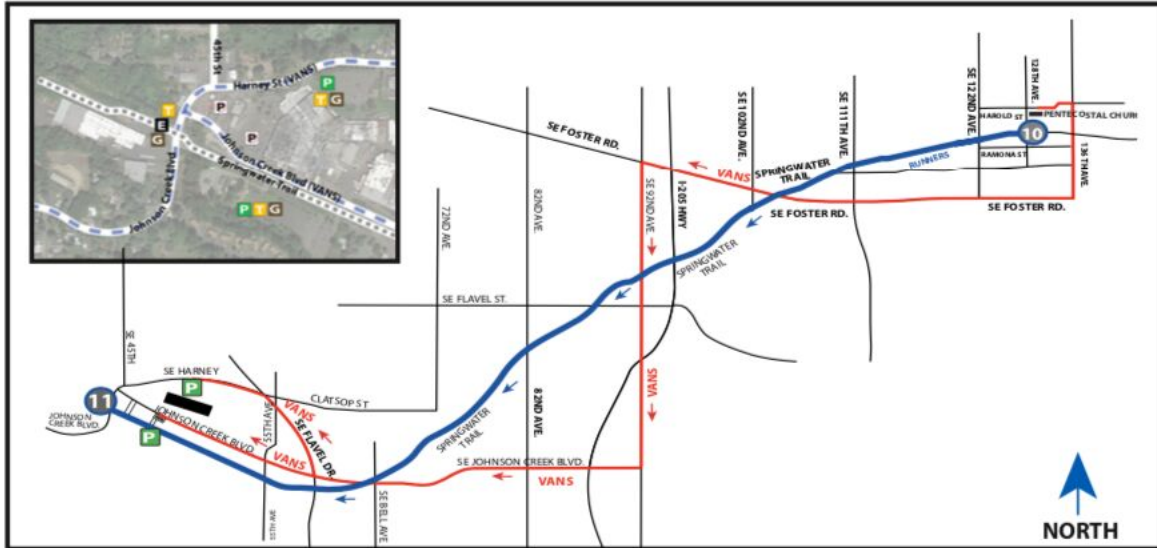 45th St
Harney St (VANS)
P
T G
P
T
E
G
P
Johnson Creek Blvd (VANS)
Springwater Trail
Johnson Creek Blvd.
P T G
SE FOSTER RD.
VANS
SE 92ND AVE.
I-205 HWY
SE 102ND AVE.
SE 111TH AVE.
SE 122ND AVE.
128TH AVE.
HAROLD ST
PENTECOSTAL CHUR
10
RAMONA ST
136 TH AVE.
RUNNERS
SPRINGWATER
TRAIL
SE FOSTER RD.
SE FOSTER RD.
72ND AVE.
82ND AVE.
SPRINGWATER
TRAIL
SE FLAVEL ST.
SE 45TH
SE HARNEY
P
11
JOHNSON
CREEK BLVD.
JOHNSON CREEK BLVD
P
CLATSOP ST
55TH AVE
VANS
SE FLAVEL DR.
VANS
55TH AVE
SE BELL AVE.
SPRINGWATER
TRAIL
82ND AVE.
VANS
SE JOHNSON CREEK BLVD.
VANS
NORTH